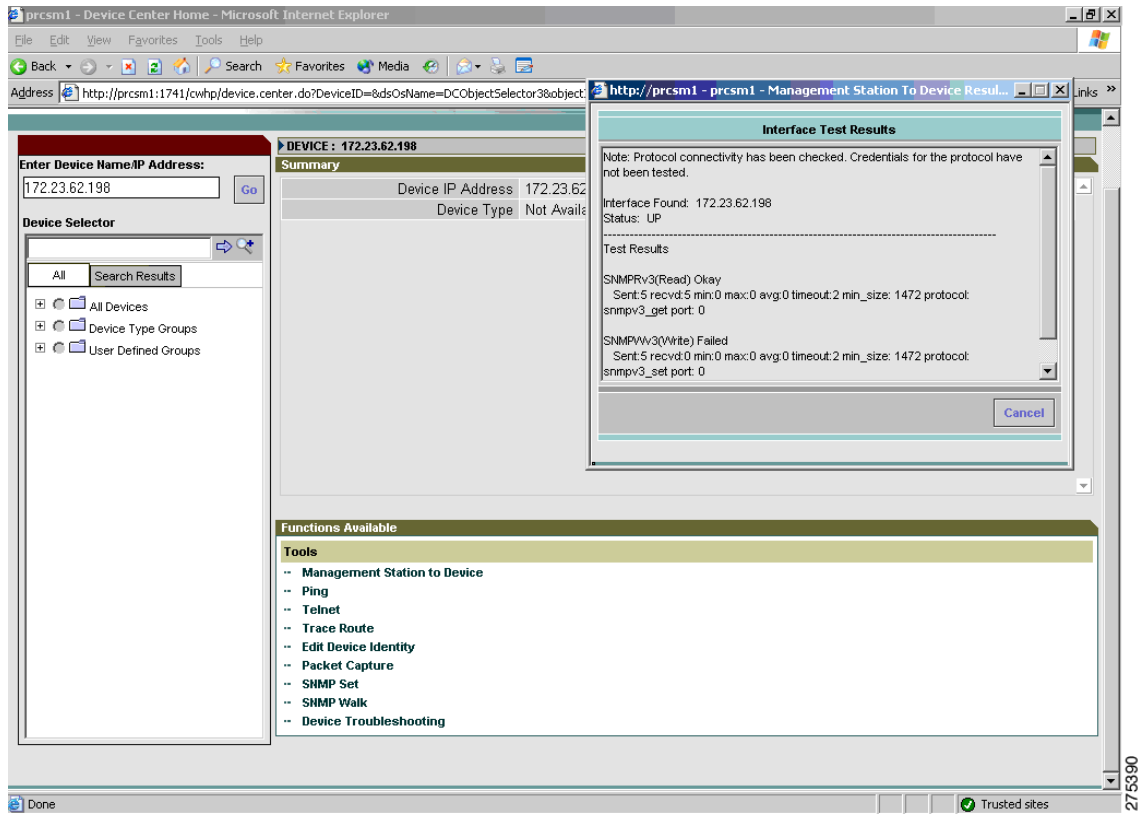 prcsm1 - Device Center Home - Microsoft Internet Explorer
File Edit View Favorites Tools Help
Back Search Favorites Media
Address http://prcsm1:1741/cwhp/device.center.do?DeviceID=&dsOsName=DCObjectSelector3&object
Links »
Enter Device Name/IP Address:
172.23.62.198 Go
Device Selector
All Search Results
All Devices
Device Type Groups
User Defined Groups
DEVICE : 172.23.62.198
Summary
Device IP Address 172.23.62
Device Type Not Availa
http://prcsm1 - prcsm1 - Management Station To Device Resul...
Interface Test Results
Note: Protocol connectivity has been checked. Credentials for the protocol have
not been tested.
Interface Found: 172.23.62.198
Status: UP
Test Results
SNMPRv3(Read) Okay
Sent:5 recvd:5 min:0 max:0 avg:0 timeout:2 min_size: 1472 protocol:
snmpv3_get port: 0
SNMPWv3(Write) Failed
Sent:5 recvd:0 min:0 max:0 avg:0 timeout:2 min_size: 1472 protocol:
snmpv3_set port: 0
Cancel
Functions Available
Tools
Management Station to Device
Ping
Telnet
Trace Route
Edit Device Identity
Packet Capture
SNMP Set
SNMP Walk
Device Troubleshooting
Done
Trusted sites
275390